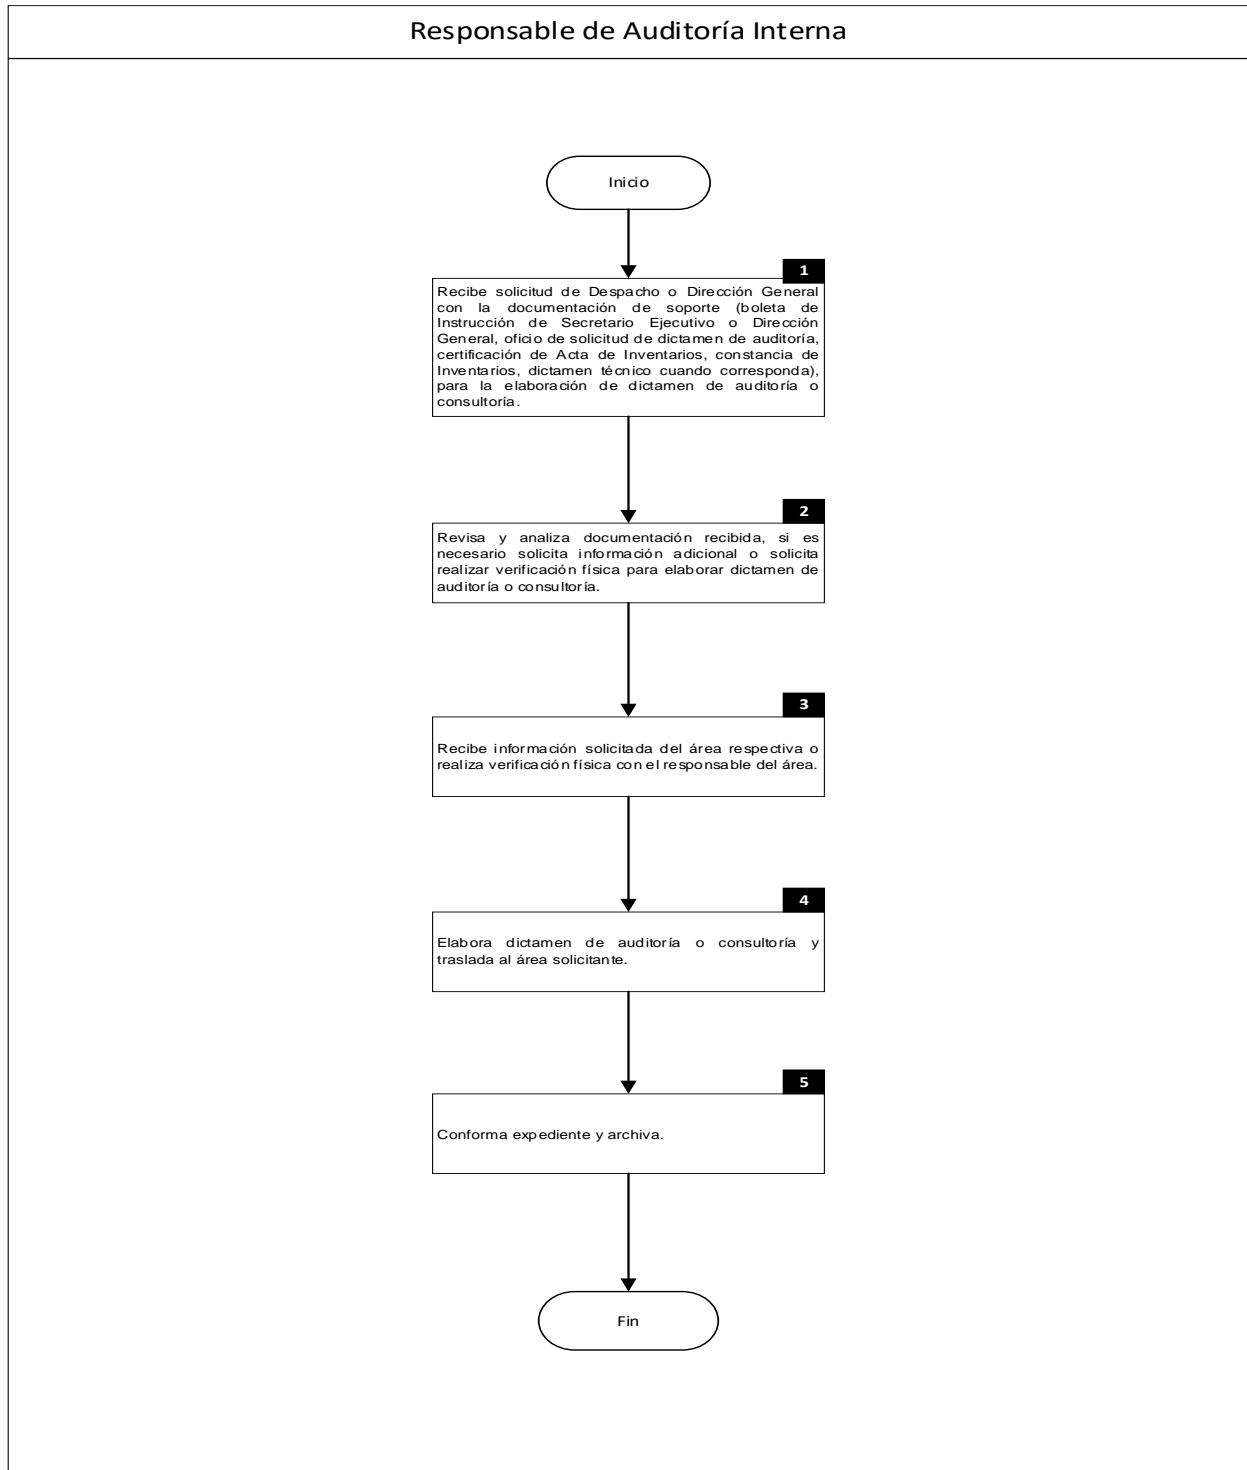 Responsable de Auditoría Interna
Inicio
1
Recibe solicitud de Despacho o Dirección General
con la documentación de soporte (boleta de
Instrucción de Secretario Ejecutivo o Dirección
General, oficio de solicitud de dictamen de auditoría,
certificación de Acta de Inventarios, constancia de
Inventarios, dictamen técnico cuando corresponda),
para la elaboración de dictamen de auditoría o
consultoría.
2
Revisa y analiza documentación recibida, si es
necesario solicita información adicional o solicita
realizar verificación física para elaborar dictamen de
auditoría o consultoría.
3
Recibe información solicitada del área respectiva o
realiza verificación física con el responsable del área.
4
Elabora dictamen de auditoría o consultoría y
traslada al área solicitante.
5
Conforma expediente y archiva.
Fin